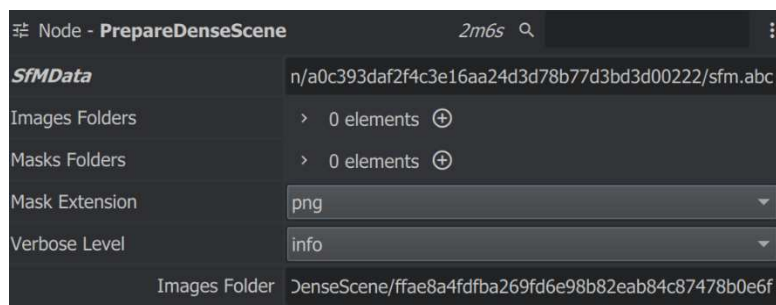 Node - PrepareDenseScene 2m6s
SfMData n/a0c393daf2f4c3e16aa24d3d78b77d3bd3d00222/sfm.abc
Images Folders 0 elements
Masks Folders 0 elements
Mask Extension png
Verbose Level info
Images Folder DenseScene/ffae8a4fdfba269fd6e98b82eab84c87478b0e6f